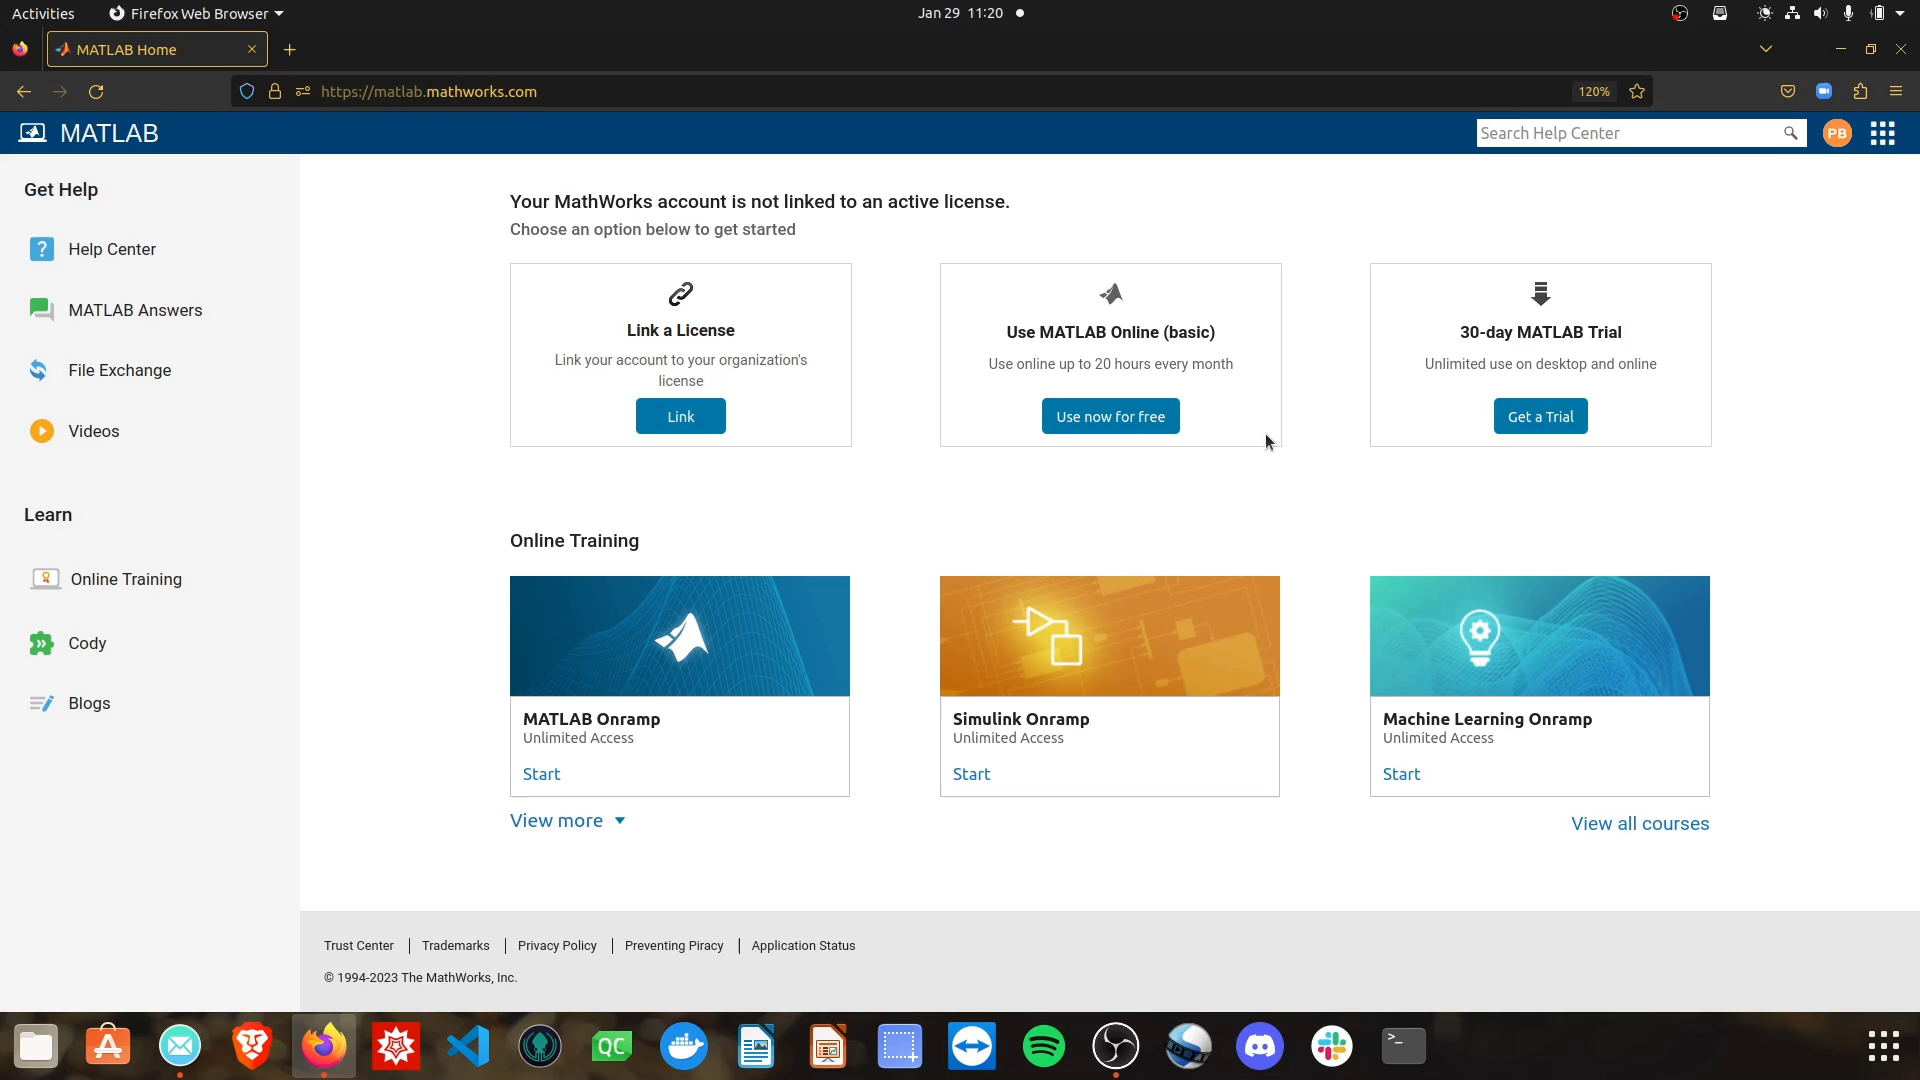 Activities
Firefox Web Browser
Jan 29 11:20
MATLAB Home
https://matlab.mathworks.com
120%
MATLAB
Search Help Center
PB
Get Help
Help Center
MATLAB Answers
File Exchange
Videos
Learn
Online Training
Cody
Blogs
Your MathWorks account is not linked to an active license.
Choose an option below to get started
Link a License
Link your account to your organization's
license
Link
Use MATLAB Online (basic)
Use online up to 20 hours every month
Use now for free
30-day MATLAB Trial
Unlimited use on desktop and online
Get a Trial
Online Training
MATLAB Onramp
Unlimited Access
Start
Simulink Onramp
Unlimited Access
Start
Machine Learning Onramp
Unlimited Access
Start
View more
View all courses
Trust Center
Trademarks
Privacy Policy
Preventing Piracy
Application Status
© 1994-2023 The MathWorks, Inc.
QC
>_